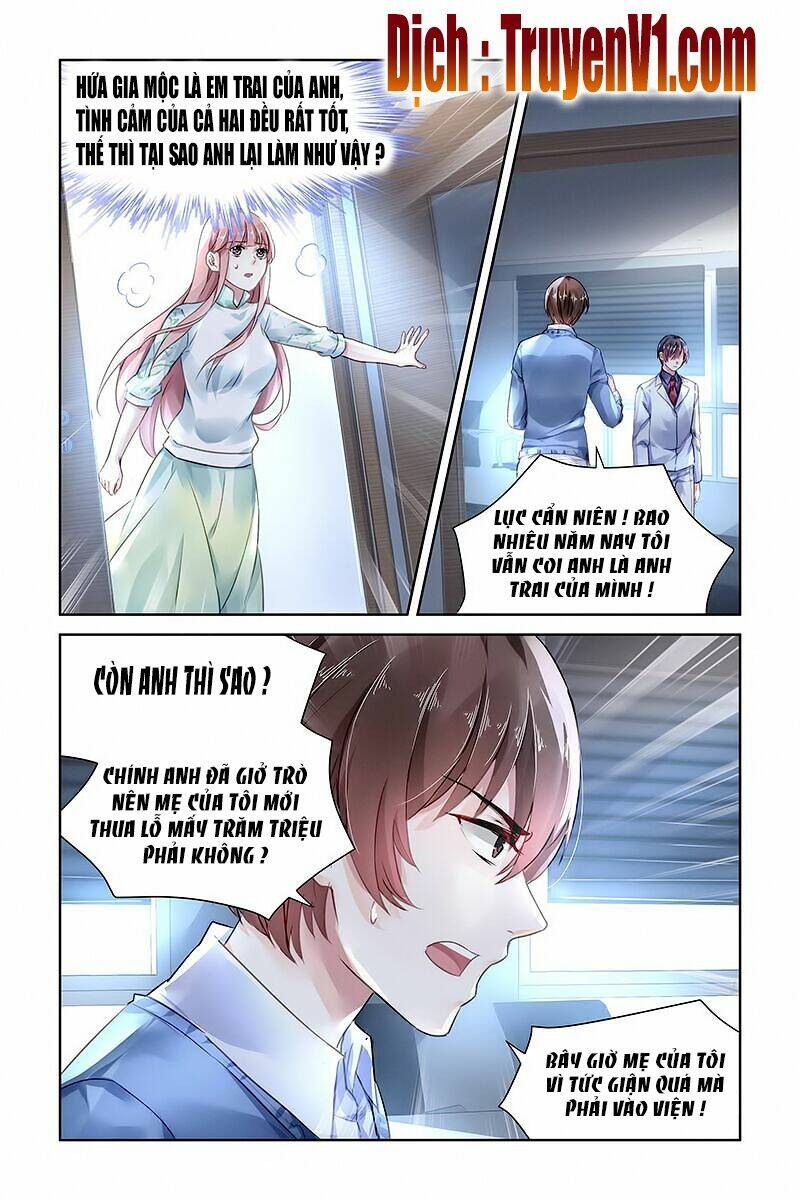 Dịch : TruyenV1.com
HỨA GIA MỘC LÀ EM TRAI CỦA ANH,
TÌNH CẢM CỦA CẢ HAI ĐỀU RẤT TỐT,
THẾ THÌ TẠI SAO ANH LẠI LÀM NHƯ VẬY ?
LỤC CẨN NIÊN ! BAO
NHIÊU NĂM NAY TÔI
VẪN COI ANH LÀ ANH
TRAI CỦA MÌNH !
CÒN ANH THÌ SAO ?
CHÍNH ANH ĐÃ GIỞ TRÒ
NÊN MẸ CỦA TÔI MỚI
THUA LỖ MẤY TRĂM TRIỆU
PHẢI KHÔNG ?
BÂY GIỜ MẸ CỦA TÔI
VÌ TỨC GIẬN QUÁ MÀ
PHẢI VÀO VIỆN !